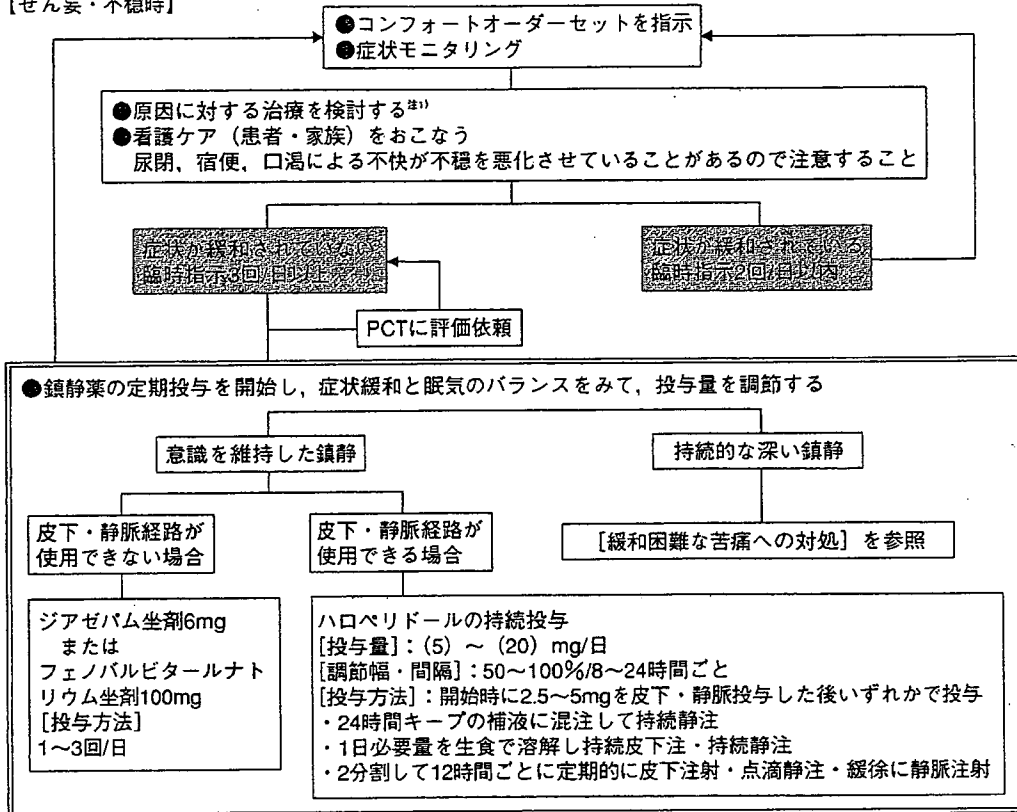 【せん妄・不穏時】
●コンフォートオーダーセットを指示
●症状モニタリング
●原因に対する治療を検討する注1)
●看護ケア（患者・家族）をおこなう
尿閉，宿便，口渇による不快が不穏を悪化させていることがあるので注意すること
症状が緩和されていない
臨時指示3回/日以上
症状が緩和されている
臨時指示2回/日以内
PCTに評価依頼
●鎮静薬の定期投与を開始し，症状緩和と眠気のバランスをみて，投与量を調節する
意識を維持した鎮静
持続的な深い鎮静
皮下・静脈経路が
使用できない場合
皮下・静脈経路が
使用できる場合
［緩和困難な苦痛への対処］を参照
ジアゼパム坐剤6mg
または
フェノバルビタールナト
リウム坐剤100mg
［投与方法］
1〜3回/日
ハロペリドールの持続投与
［投与量］：(5) 〜 (20) mg/日
［調節幅・間隔］：50〜100%/8〜24時間ごと
［投与方法］：開始時に2.5〜5mgを皮下・静脈投与した後いずれかで投与
・24時間キープの補液に混注して持続静注
・1日必要量を生食で溶解し持続皮下注・持続静注
・2分割して12時間ごとに定期的に皮下注射・点滴静注・緩徐に静脈注射